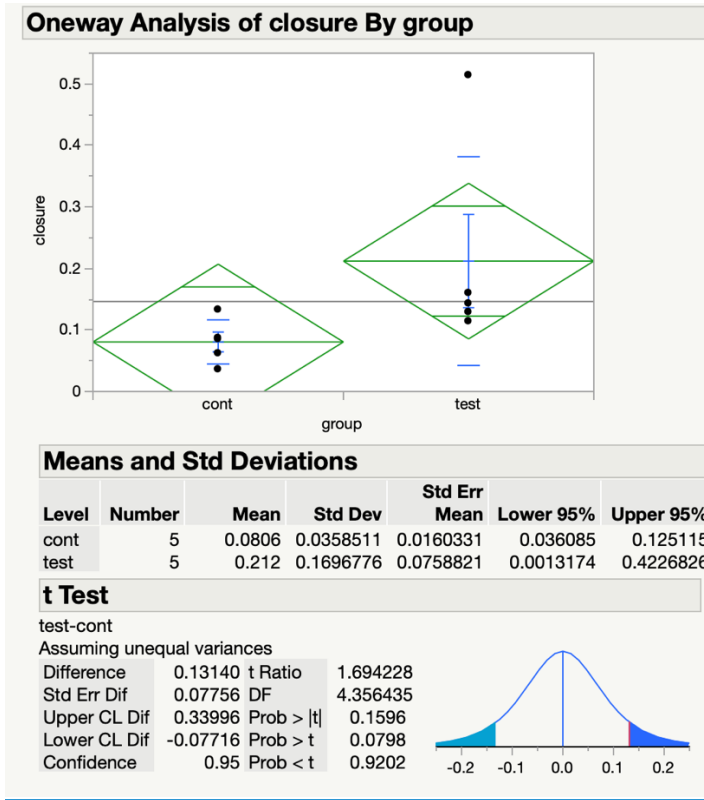 Oneway Analysis of closure By group
0.5
0.4
0.3
0.2
0.1
0
closure
cont test
group
Means and Std Deviations
Std Err
Level Number Mean Std Dev Mean Lower 95% Upper 95%
cont 5 0.0806 0.0358511 0.0160331 0.036085 0.125115
test 5 0.212 0.1696776 0.0758821 0.0013174 0.4226826
t Test
test-cont
Assuming unequal variances
Difference 0.13140 t Ratio 1.694228
Std Err Dif 0.07756 DF 4.356435
Upper CL Dif 0.33996 Prob > |t| 0.1596
Lower CL Dif -0.07716 Prob > t 0.0798
Confidence 0.95 Prob < t 0.9202
-0.2 -0.1 0.0 0.1 0.2